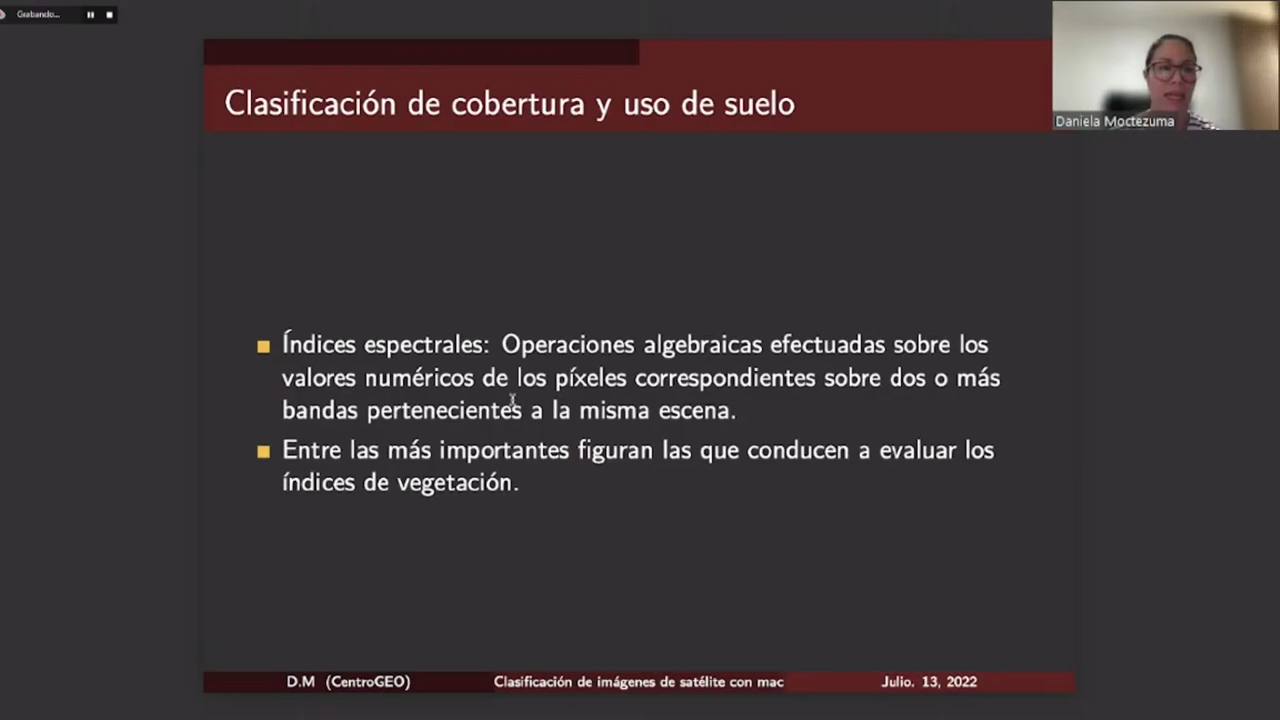 Grabando...
Clasificación de cobertura y uso de suelo
Daniela Moctezuma
Índices espectrales: Operaciones algebraicas efectuadas sobre los
valores numéricos de los píxeles correspondientes sobre dos o más
bandas pertenecientes a la misma escena.
Entre las más importantes figuran las que conducen a evaluar los
índices de vegetación.
D.M (CentroGEO)
Clasificación de imágenes de satélite con mac
Julio. 13, 2022